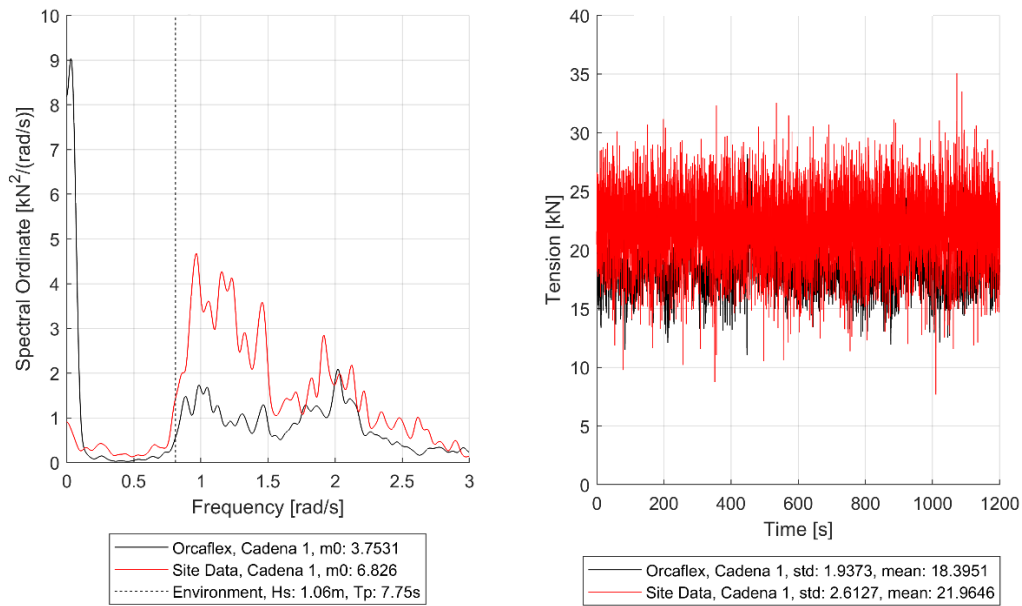 10
9
8
7
6
5
4
3
2
1
0
Spectral Ordinate [kN²/(rad/s)]
0 0.5 1 1.5 2 2.5 3
Frequency [rad/s]
Orcaflex, Cadena 1, m0: 3.7531
Site Data, Cadena 1, m0: 6.826
Environment, Hs: 1.06m, Tp: 7.75s
40
35
30
25
20
15
10
5
0
Tension [kN]
0 200 400 600 800 1000 1200
Time [s]
Orcaflex, Cadena 1, std: 1.9373, mean: 18.3951
Site Data, Cadena 1, std: 2.6127, mean: 21.9646